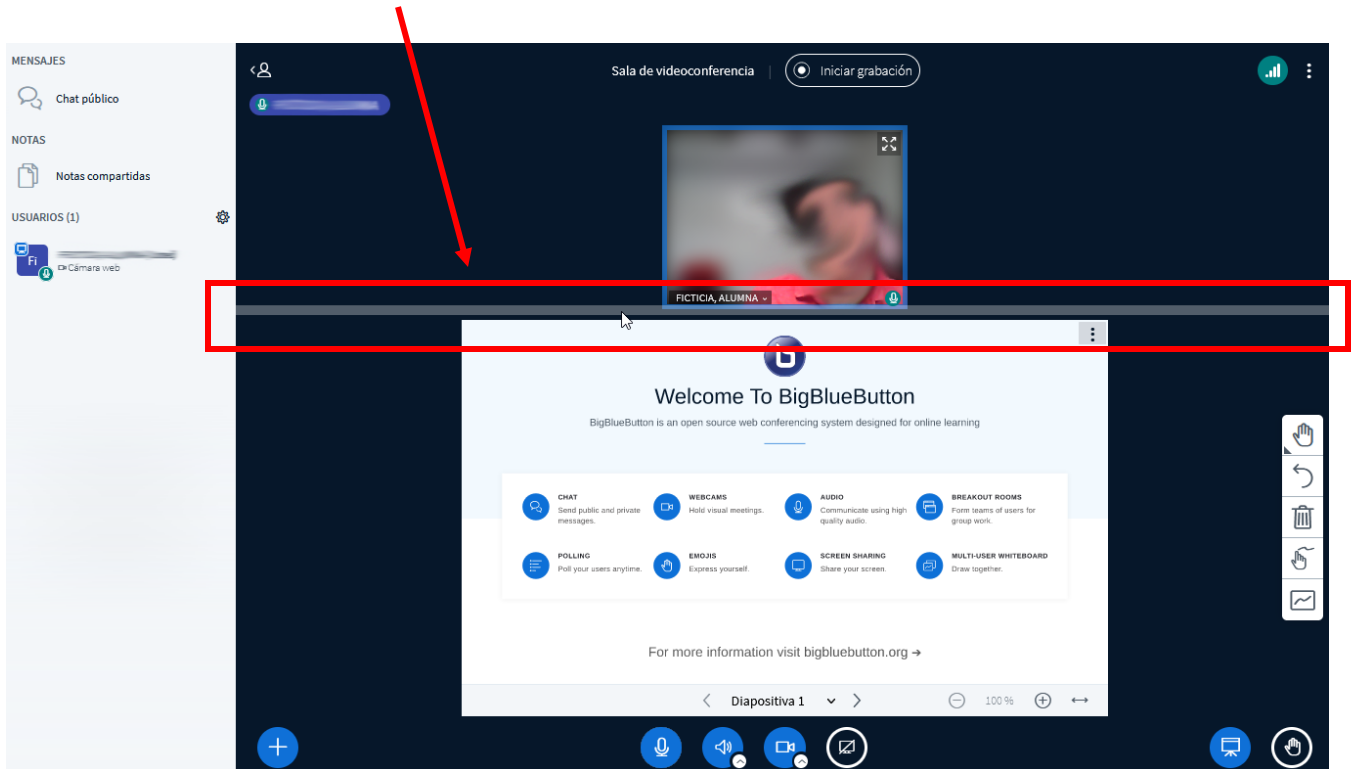 MENSAJES
Chat público
NOTAS
Notas compartidas
USUARIOS (1)
Fi
Cámara web
Sala de videoconferencia
Iniciar grabación
FICTICIA, ALUMNA
Welcome To BigBlueButton
BigBlueButton is an open source web conferencing system designed for online learning
CHAT
Send public and private
messages.
WEBCAMS
Hold visual meetings.
AUDIO
Communicate using high
quality audio.
BREAKOUT ROOMS
Form teams of users for
group work.
POLLING
Poll your users anytime.
EMOJIS
Express yourself.
SCREEN SHARING
Share your screen.
MULTI-USER WHITEBOARD
Draw together.
For more information visit bigbluebutton.org →
Diapositiva 1
100 %